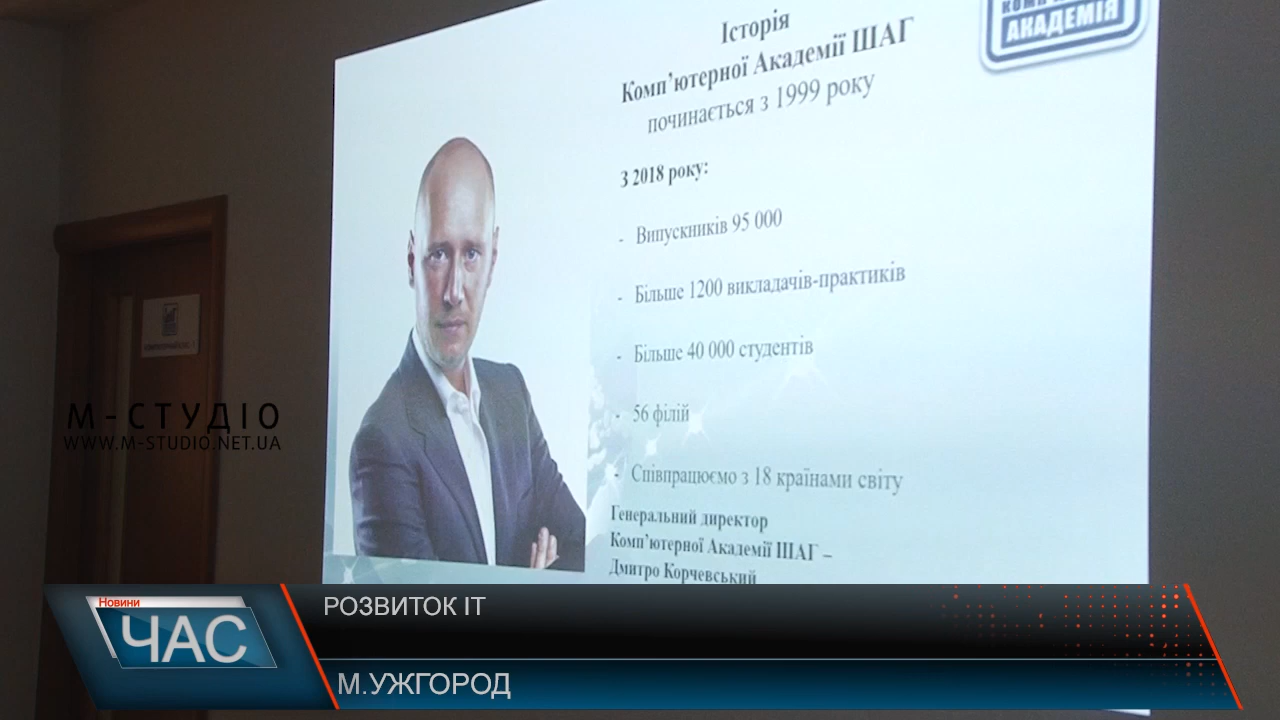 Історія
Комп’ютерної Академії ШАГ
починається з 1999 року
АКАДЕМІЯ
З 2018 року:
- Випускників 95 000
- Більше 1200 викладачів-практиків
- Більше 40 000 студентів
- 56 філій
- Співпрацюємо з 18 країнами світу
Генеральний директор
Комп’ютерної Академії ШАГ –
Дмитро Корчевський
М-СТУДІО
WWW.M-STUDIO.NET.UA
Новини
ЧАС
РОЗВИТОК ІТ
М.УЖГОРОД